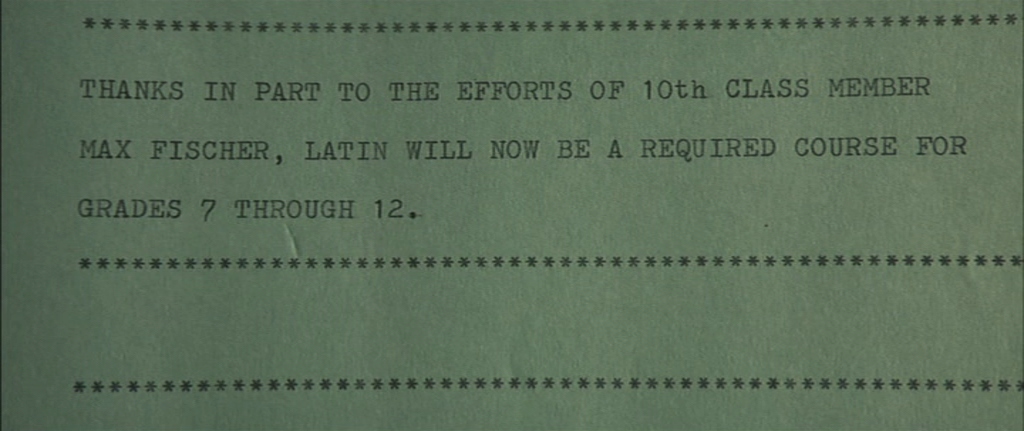 ************************************************************
THANKS IN PART TO THE EFFORTS OF 10th CLASS MEMBER
MAX FISCHER, LATIN WILL NOW BE A REQUIRED COURSE FOR
GRADES 7 THROUGH 12.
************************************************************
************************************************************